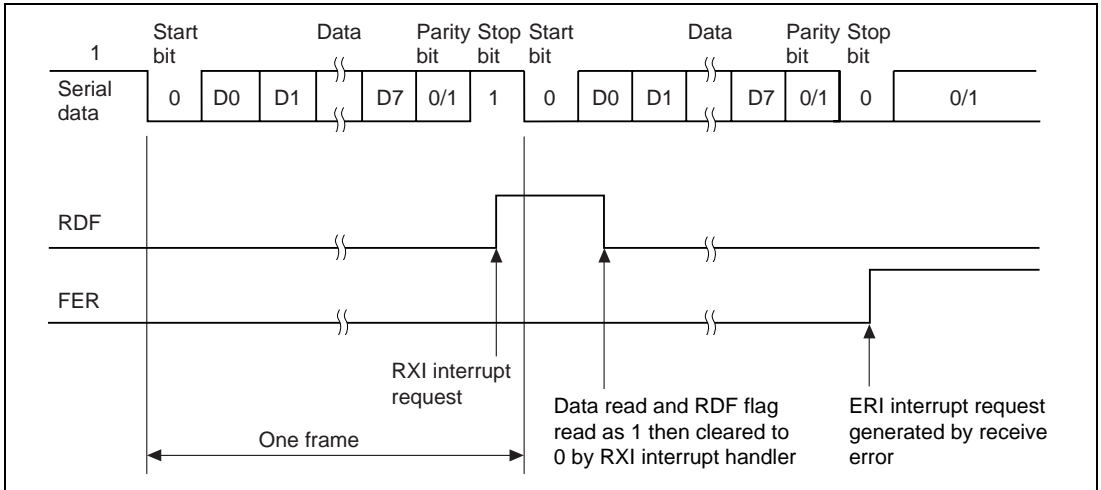 Start Data Parity Stop Start Data Parity Stop
1 bit bit bit bit bit bit
Serial data
0 D0 D1 D7 0/1 1 0 D0 D1 D7 0/1 0 0/1
RDF
FER
RXI interrupt
request
Data read and RDF flag
read as 1 then cleared to
0 by RXI interrupt handler
ERI interrupt request
generated by receive
error
One frame